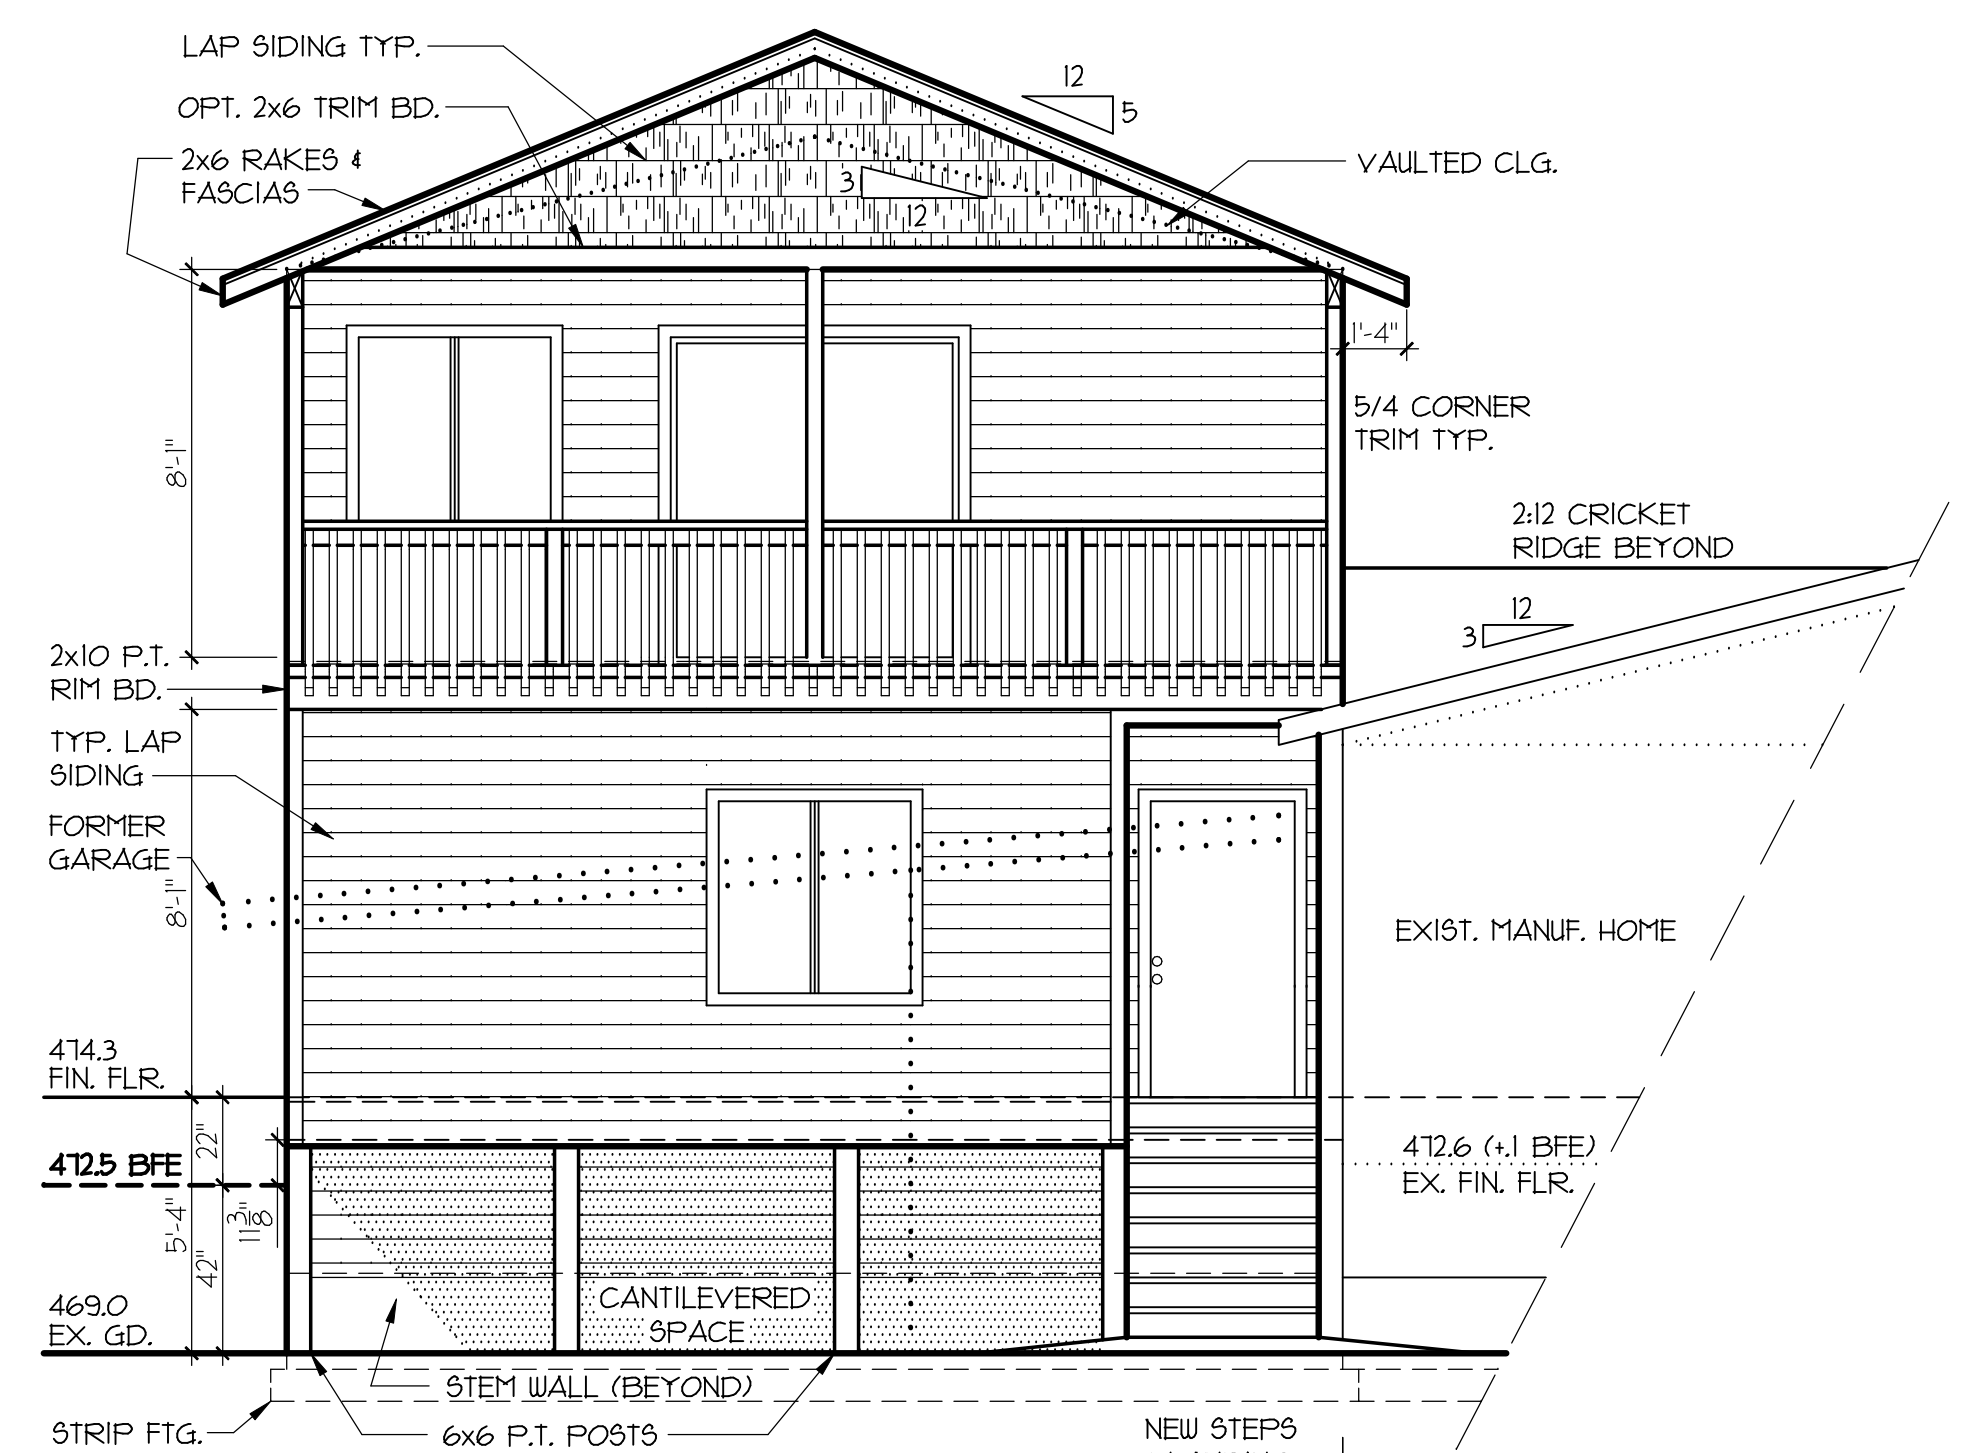 LAP SIDING TYP.
OPT. 2x6 TRIM BD.
2x6 RAKES &
FASCIAS
12
5
VAULTED CLG.
3
12
1'-4"
5/4 CORNER
TRIM TYP.
8'-1"
2:12 CRICKET
RIDGE BEYOND
12
3
2x10 P.T.
RIM BD.
TYP. LAP
SIDING
FORMER
GARAGE
8'-1"
EXIST. MANUF. HOME
474.3
FIN. FLR.
22"
472.5 BFE
472.6 (+.1 BFE)
EX. FIN. FLR.
5'-4"
11 3/8"
42"
469.0
EX. GD.
CANTILEVERED
SPACE
STEM WALL (BEYOND)
STRIP FTG.
6x6 P.T. POSTS
NEW STEPS